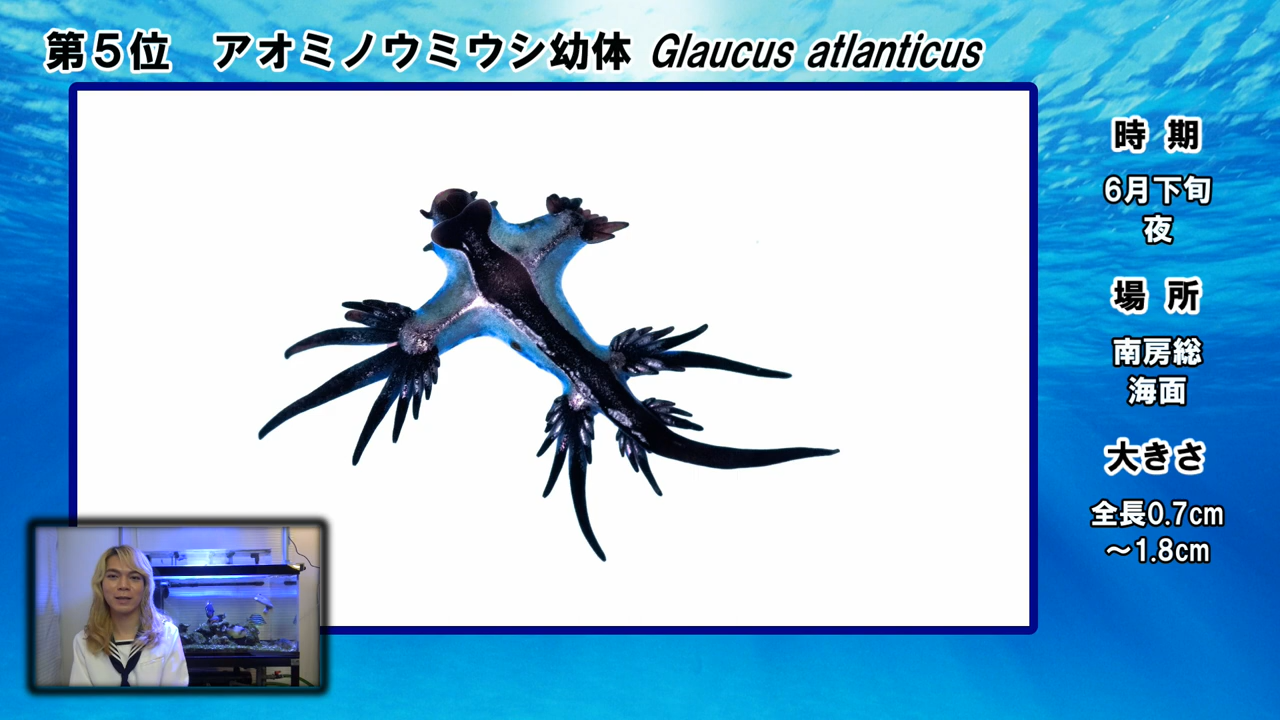 第５位　アオミノウミウシ幼体 Glaucus atlanticus
時 期
6月下旬
夜
場 所
南房総
海面
大きさ
全長0.7cm
～1.8cm